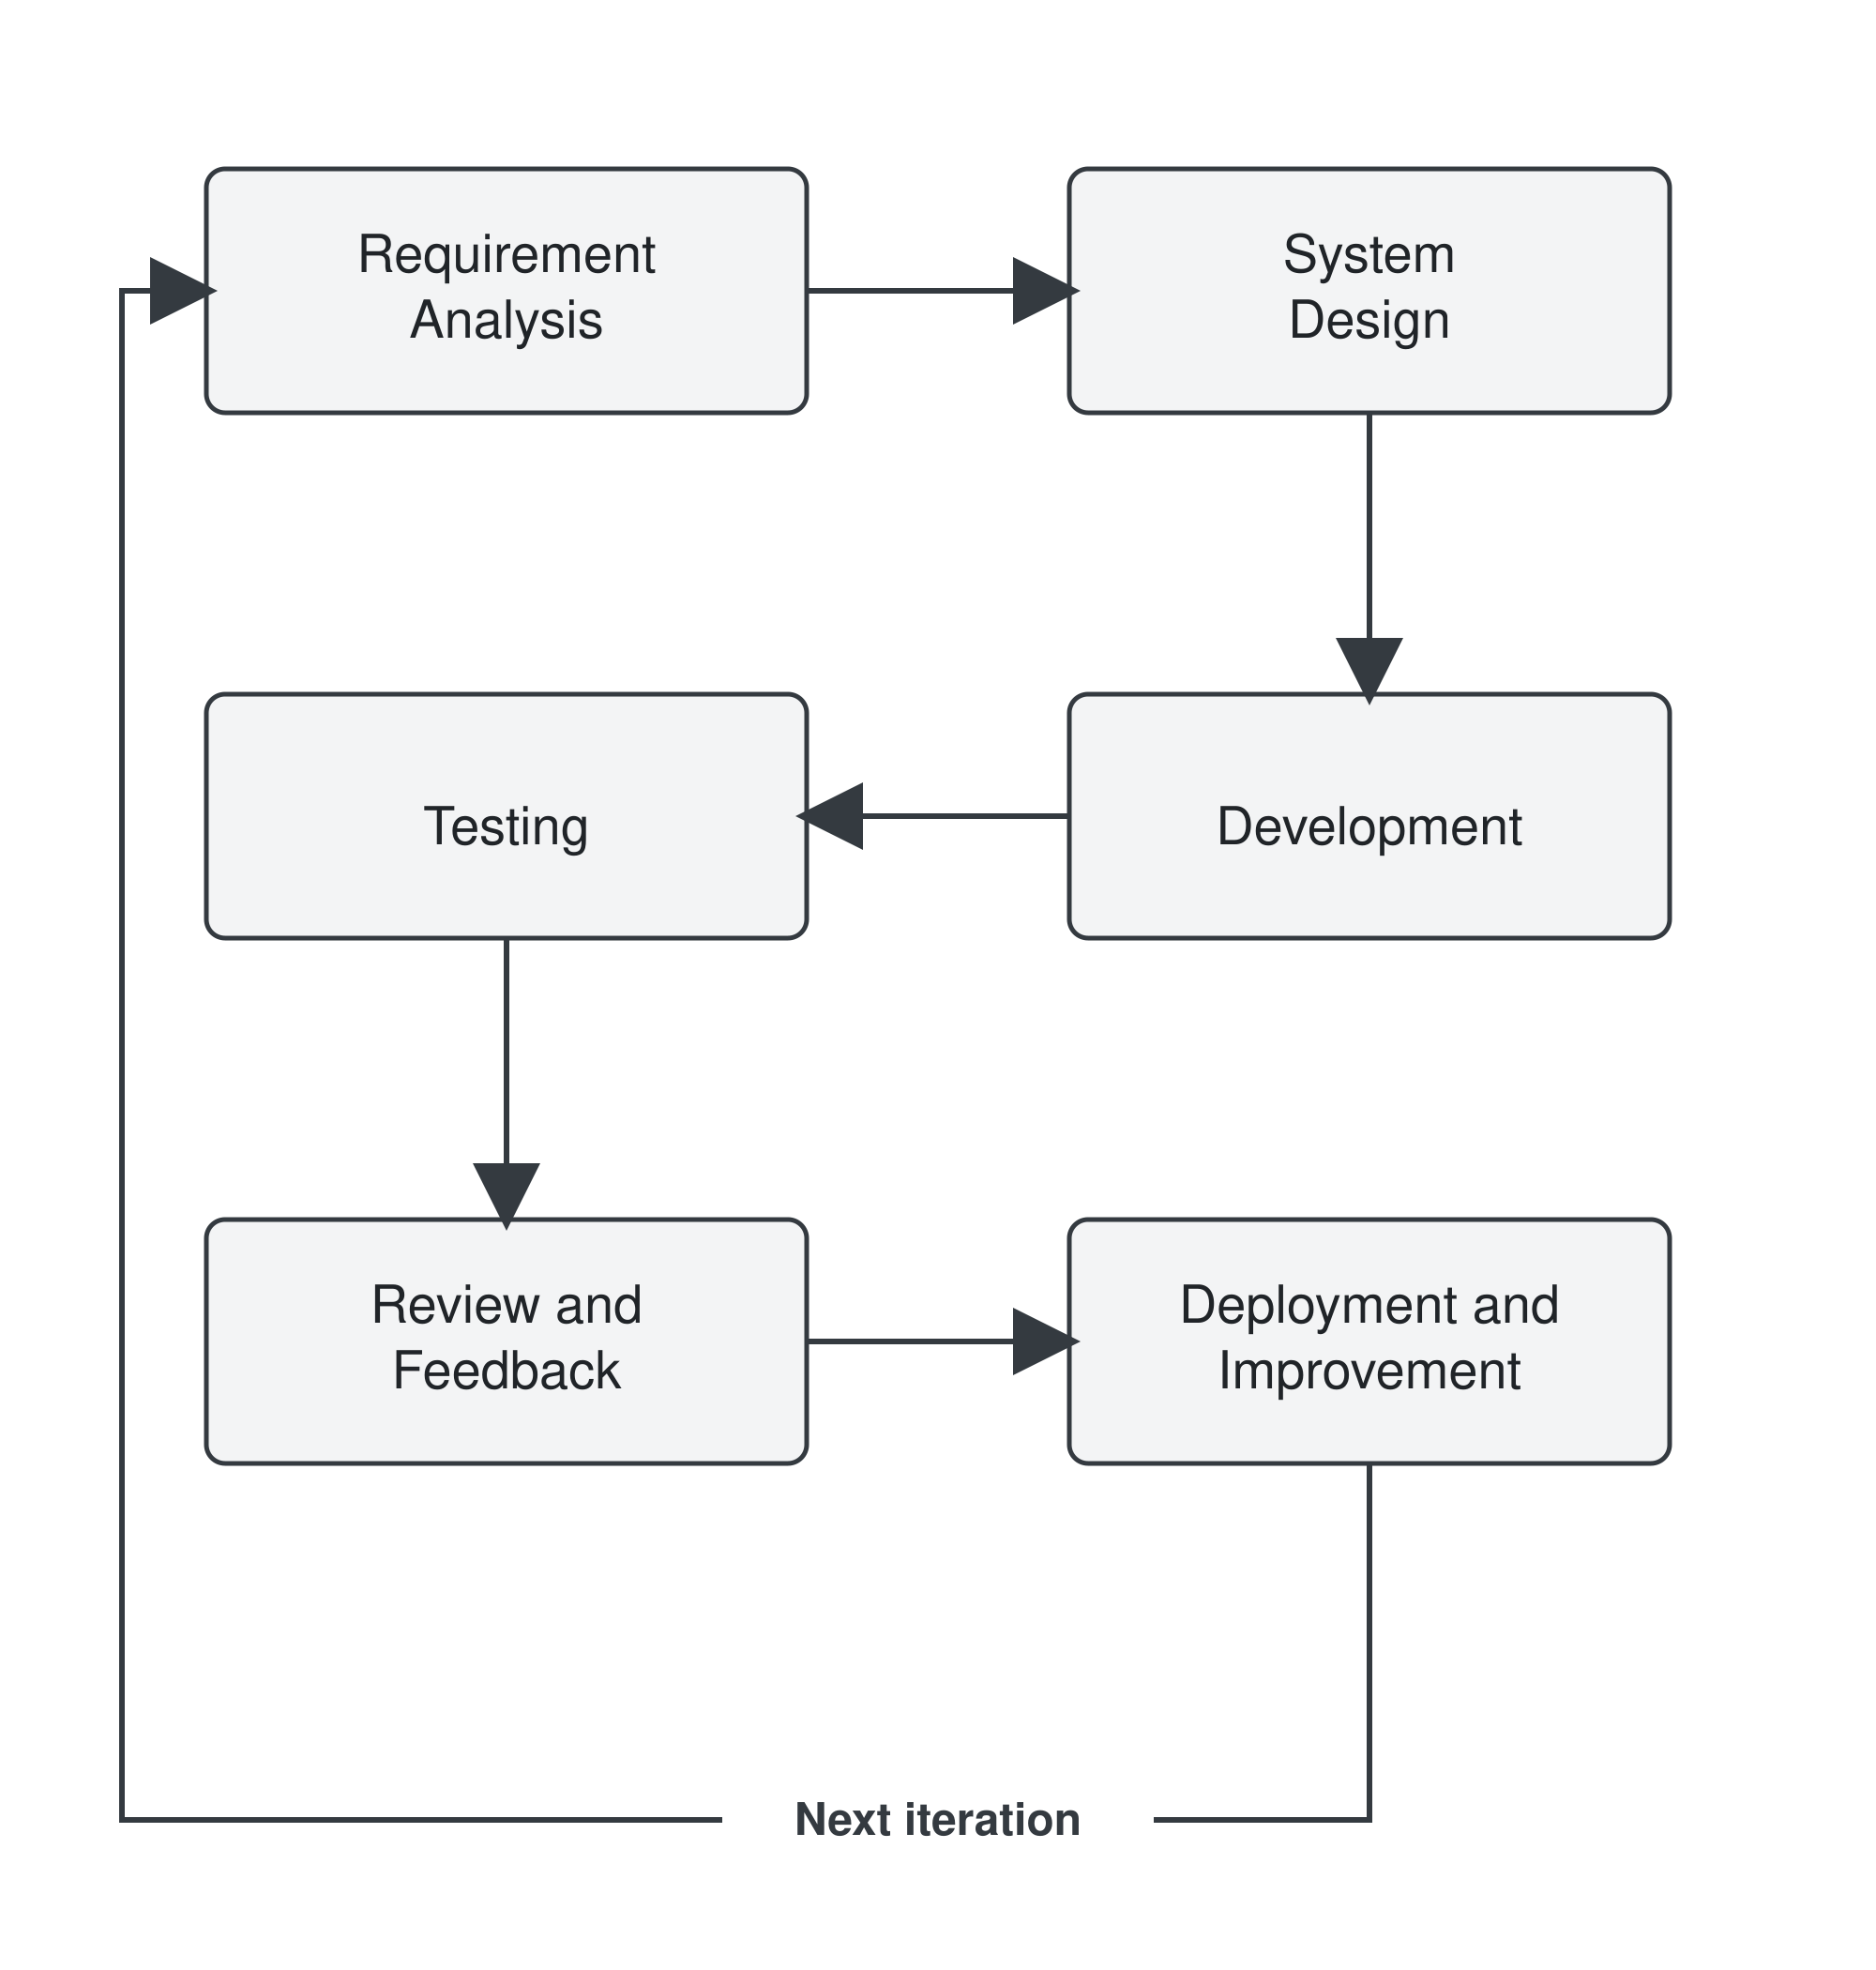 Requirement
Analysis
System
Design
Testing
Development
Review and
Feedback
Deployment and
Improvement
Next iteration